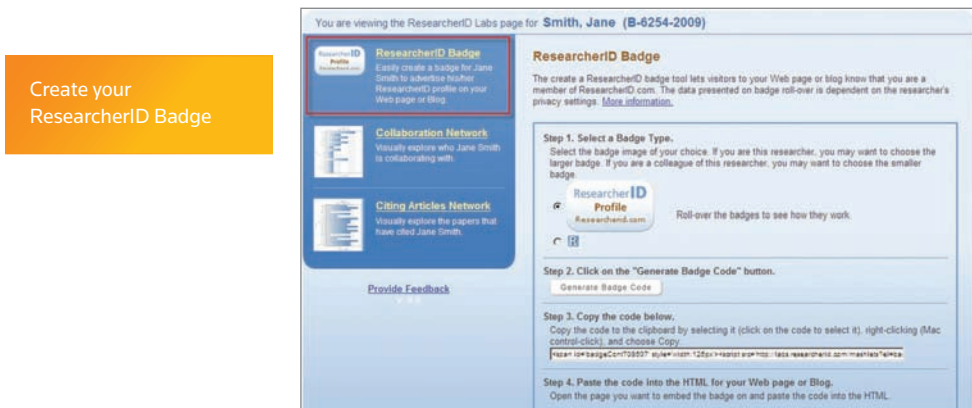 You are viewing the ResearcherID Labs page for Smith, Jane (B-6254-2009)
Create your
ResearcherID Badge
ResearcherID
Profile
Researcherid.com
ResearcherID Badge
Easily create a badge for Jane
Smith to advertise his/her
ResearcherID profile on your
Web page or Blog.
Collaboration Network
Visually explore who Jane Smith
is collaborating with.
Citing Articles Network
Visually explore the papers that
have cited Jane Smith.
Provide Feedback
ResearcherID Badge
The create a ResearcherID badge tool lets visitors to your Web page or blog know that you are a
member of ResearcherID.com. The data presented on badge roll-over is dependent on the researcher's
privacy settings. More information.
Step 1. Select a Badge Type.
Select the badge image of your choice. If you are this researcher, you may want to choose the
larger badge. If you are a colleague of this researcher, you may want to choose the smaller
badge.
ResearcherID
Profile
Researcherid.com
Roll-over the badges to see how they work.
R
Step 2. Click on the "Generate Badge Code" button.
Generate Badge Code
Step 3. Copy the code below.
Copy the code to the clipboard by selecting it (click on the code to select it), right-clicking (Mac
control-click), and choose Copy.
Step 4. Paste the code into the HTML for your Web page or Blog.
Open the page you want to embed the badge on and paste the code into the HTML.